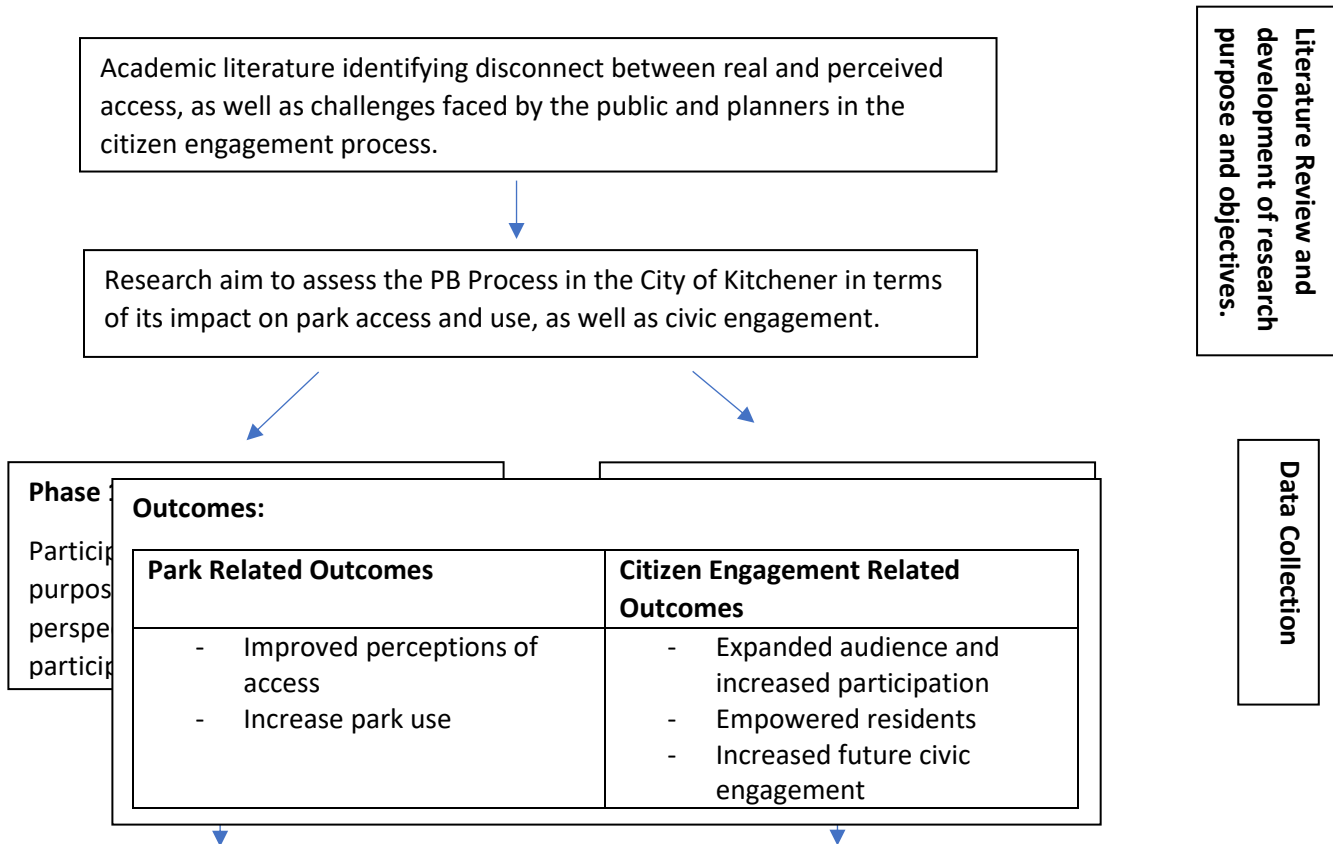 Academic literature identifying disconnect between real and perceived
access, as well as challenges faced by the public and planners in the
citizen engagement process.
Literature Review and
development of research
purpose and objectives.
Research aim to assess the PB Process in the City of Kitchener in terms
of its impact on park access and use, as well as civic engagement.
Phase
Data Collection
Outcomes:
Park Related Outcomes
- Improved perceptions of
access
- Increase park use
Citizen Engagement Related
Outcomes
- Expanded audience and
increased participation
- Empowered residents
- Increased future civic
engagement